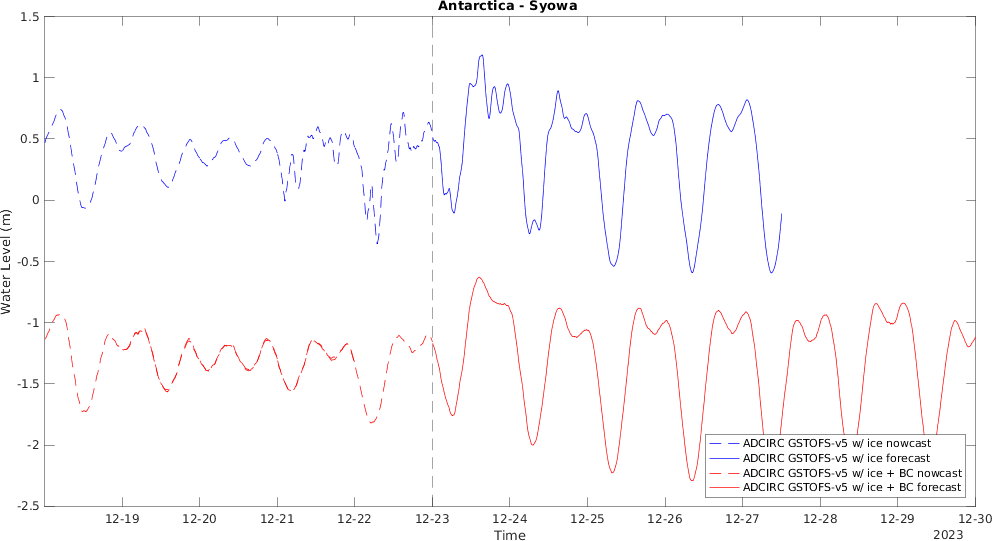 Antarctica - Syowa
1.5
1
0.5
0
-0.5
-1
-1.5
-2
-2.5
Water Level (m)
12-19 12-20 12-21 12-22 12-23 12-24 12-25 12-26 12-27 12-28 12-29 12-30
Time
2023
ADCIRC GSTOFS-v5 w/ ice nowcast
ADCIRC GSTOFS-v5 w/ ice forecast
ADCIRC GSTOFS-v5 w/ ice + BC nowcast
ADCIRC GSTOFS-v5 w/ ice + BC forecast